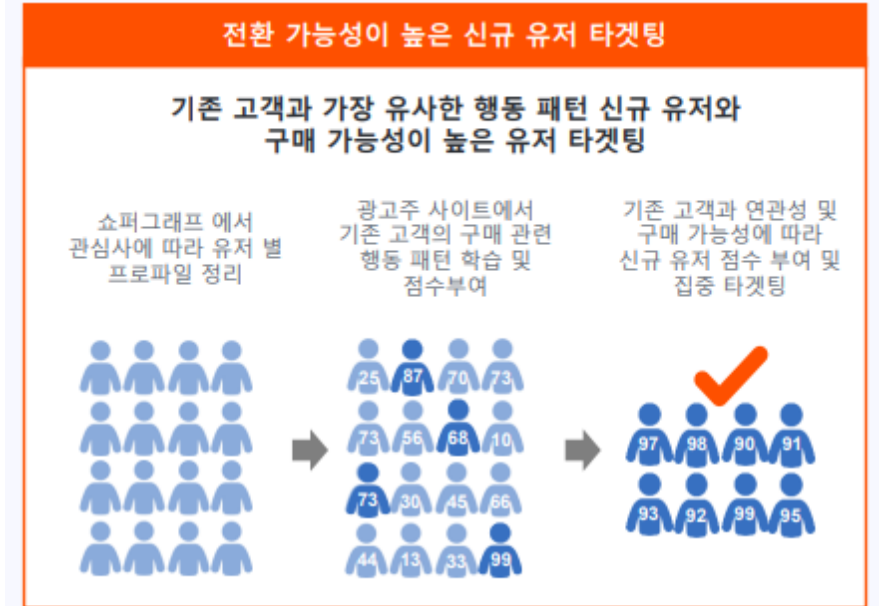 전환 가능성이 높은 신규 유저 타겟팅
기존 고객과 가장 유사한 행동 패턴 신규 유저와
구매 가능성이 높은 유저 타겟팅
쇼퍼그래프 에서
관심사에 따라 유저 별
프로파일 정리
광고주 사이트에서
기존 고객의 구매 관련
행동 패턴 학습 및
점수부여
기존 고객과 연관성 및
구매 가능성에 따라
신규 유저 점수 부여 및
집중 타겟팅
25 87 70 73
73 56 68 10
73 30 45 66
44 13 33 99
97 98 90 91
93 92 99 95